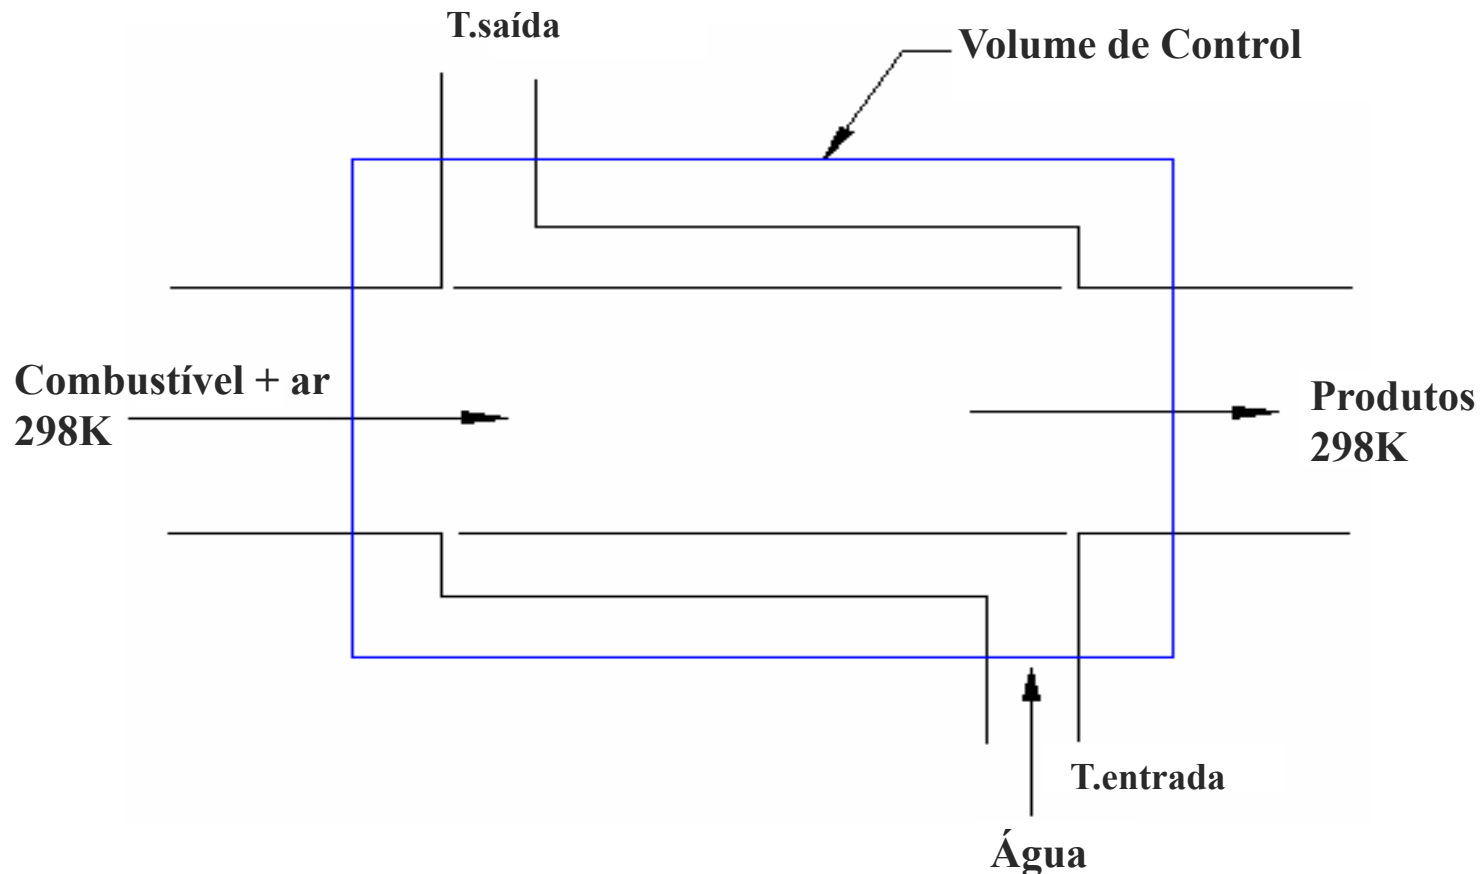 T.saída
Volume de Control
Combustível + ar
298K
Produtos
298K
T.entrada
Água